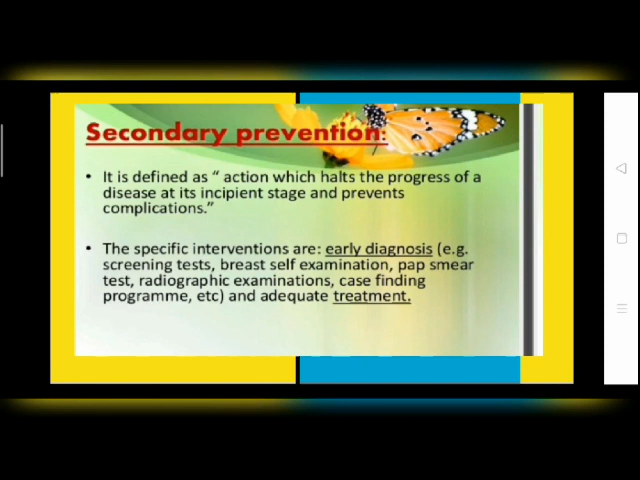 Secondary prevention:
• It is defined as “ action which halts the progress of a
disease at its incipient stage and prevents
complications.”
• The specific interventions are: early diagnosis (e.g.
screening tests, breast self examination, pap smear
test, radiographic examinations, case finding
programme, etc) and adequate treatment.